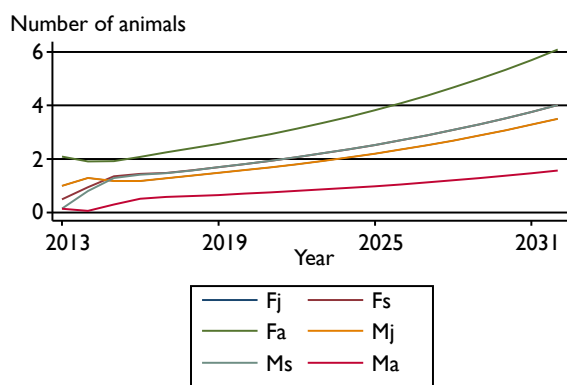 Number of animals
6
4
2
0
2013 2019 2025 2031
Year
Fj Fs
Fa Mj
Ms Ma